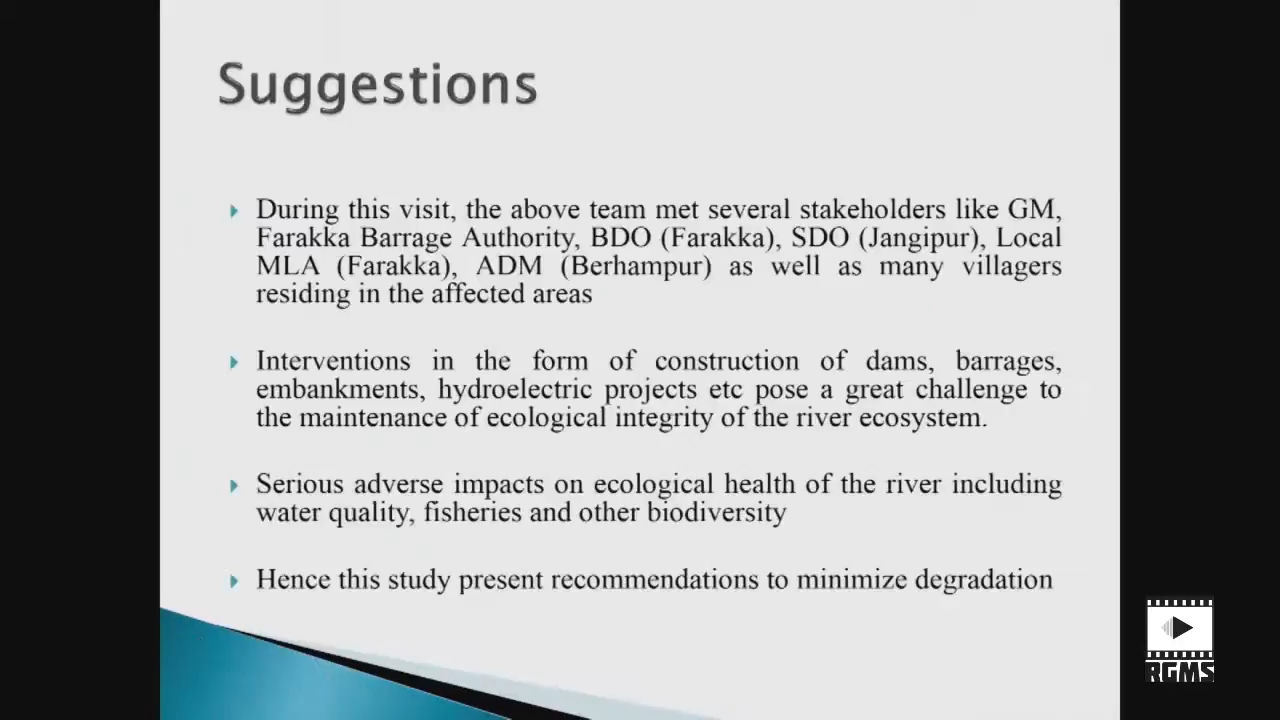 Suggestions
During this visit, the above team met several stakeholders like GM,
Farakka Barrage Authority, BDO (Farakka), SDO (Jangipur), Local
MLA (Farakka), ADM (Berhampur) as well as many villagers
residing in the affected areas
Interventions in the form of construction of dams, barrages,
embankments, hydroelectric projects etc pose a great challenge to
the maintenance of ecological integrity of the river ecosystem.
Serious adverse impacts on ecological health of the river including
water quality, fisheries and other biodiversity
Hence this study present recommendations to minimize degradation
RGMS